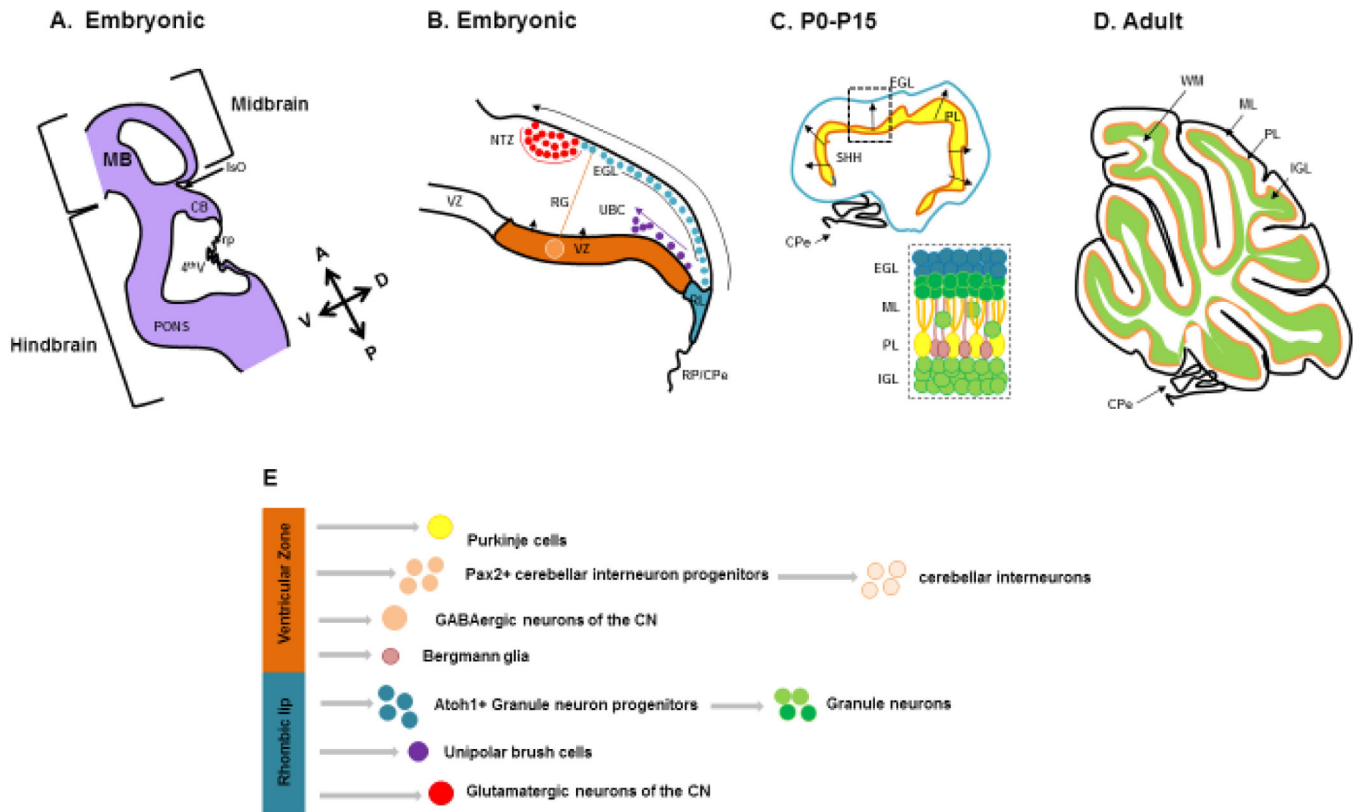 A. Embryonic
B. Embryonic
C. P0-P15
D. Adult
Midbrain
MB
IsO
CB
rp
4thV
PONS
Hindbrain
A
D
V
P
NTZ
EGL
UBC
RG
VZ
VZ
RL
RP/CPe
EGL
PL
SHH
CPe
EGL
ML
PL
IGL
WM
ML
PL
IGL
CPe
E
Ventricular Zone
Purkinje cells
Pax2+ cerebellar interneuron progenitors
cerebellar interneurons
GABAergic neurons of the CN
Bergmann glia
Rhombic lip
Atoh1+ Granule neuron progenitors
Granule neurons
Unipolar brush cells
Glutamatergic neurons of the CN